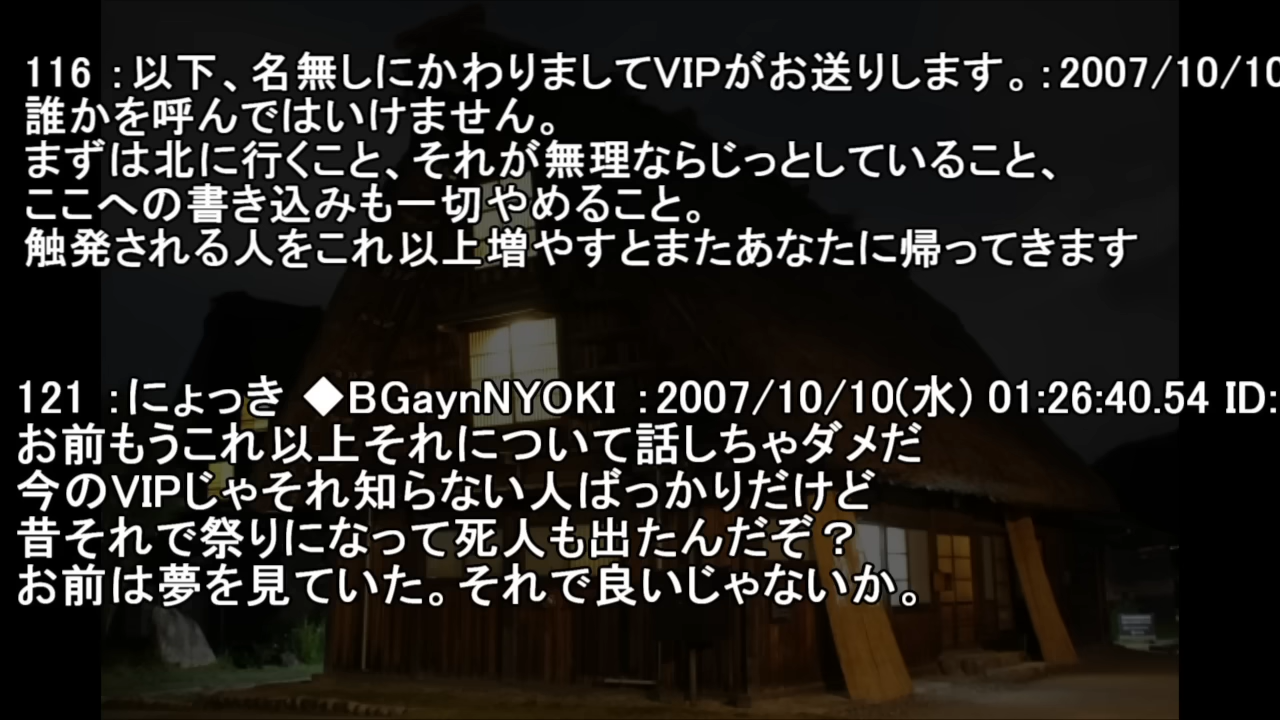 116 ：以下、名無しにかわりましてVIPがお送りします。：2007/10/10
誰かを呼んではいけません。
まずは北に行くこと、それが無理ならじっとしていること、
ここへの書き込みも一切やめること。
触発される人をこれ以上増やすとまたあなたに帰ってきます
121 ：にょっき ◆BGaynNYOKI ：2007/10/10(水) 01:26:40.54 ID:
お前もうこれ以上それについて話しちゃダメだ
今のVIPじゃそれ知らない人ばっかりだけど
昔それで祭りになって死人も出たんだぞ？
お前は夢を見ていた。それで良いじゃないか。